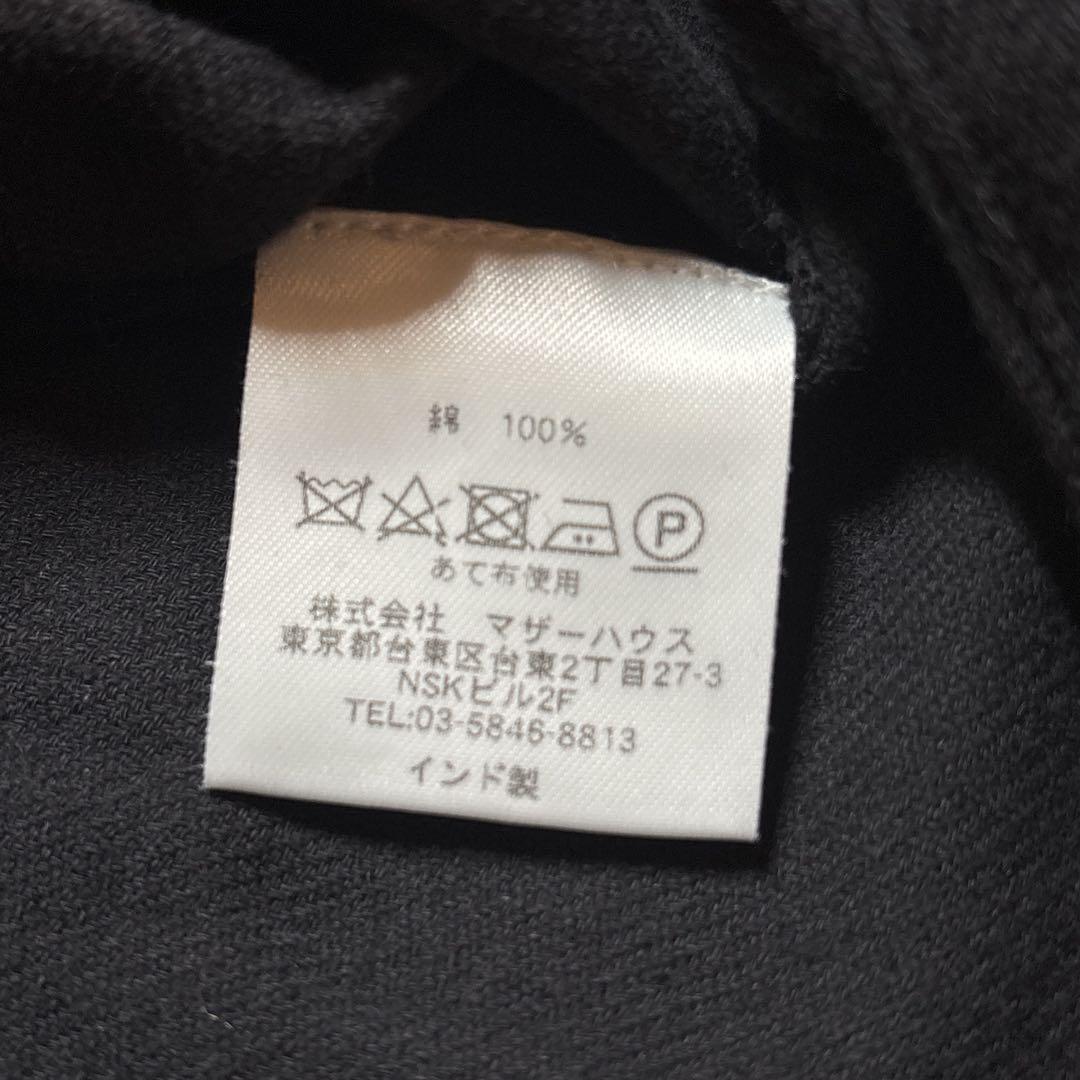 綿 100%
P
あて布使用
株式会社 マザーハウス
東京都台東区台東2丁目27-3
NSKビル2F
TEL:03-5846-8813
インド製